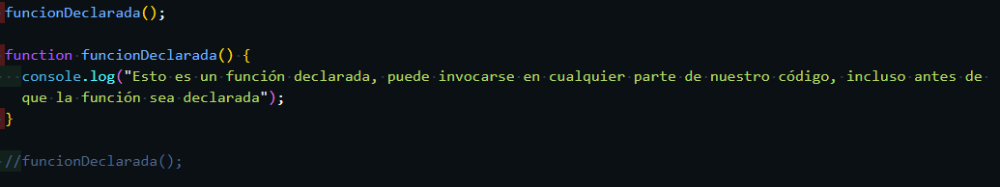 funcionDeclarada();
function funcionDeclarada() {
console.log("Esto es un función declarada, puede invocarse en cualquier parte de nuestro código, incluso antes de
que la función sea declarada");
}
//funcionDeclarada();